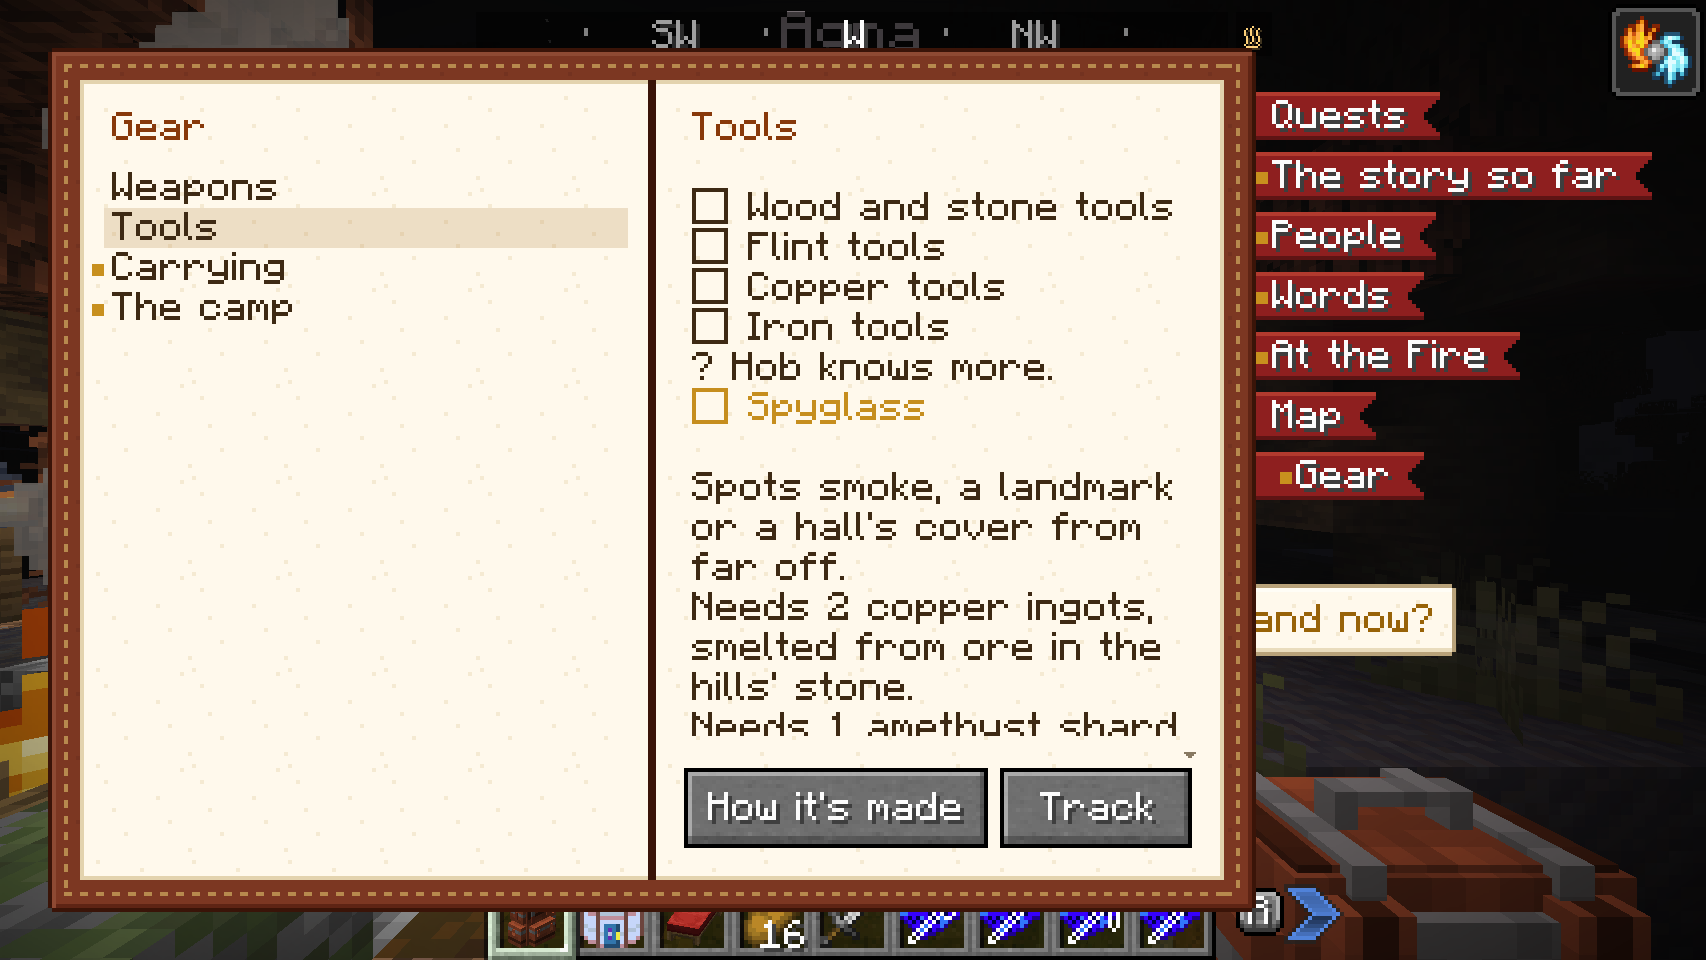 SW W NW
Agna
Gear
Weapons
Tools
Carrying
The camp
Tools
Wood and stone tools
Flint tools
Copper tools
Iron tools
? Hob knows more.
Spyglass
Spots smoke, a landmark
or a hall's cover from
far off.
Needs 2 copper ingots,
smelted from ore in the
hills' stone.
Needs 1 amethyst shard
How it's made
Track
Quests
The story so far
People
Words
At the Fire
Map
Gear
and now?
16